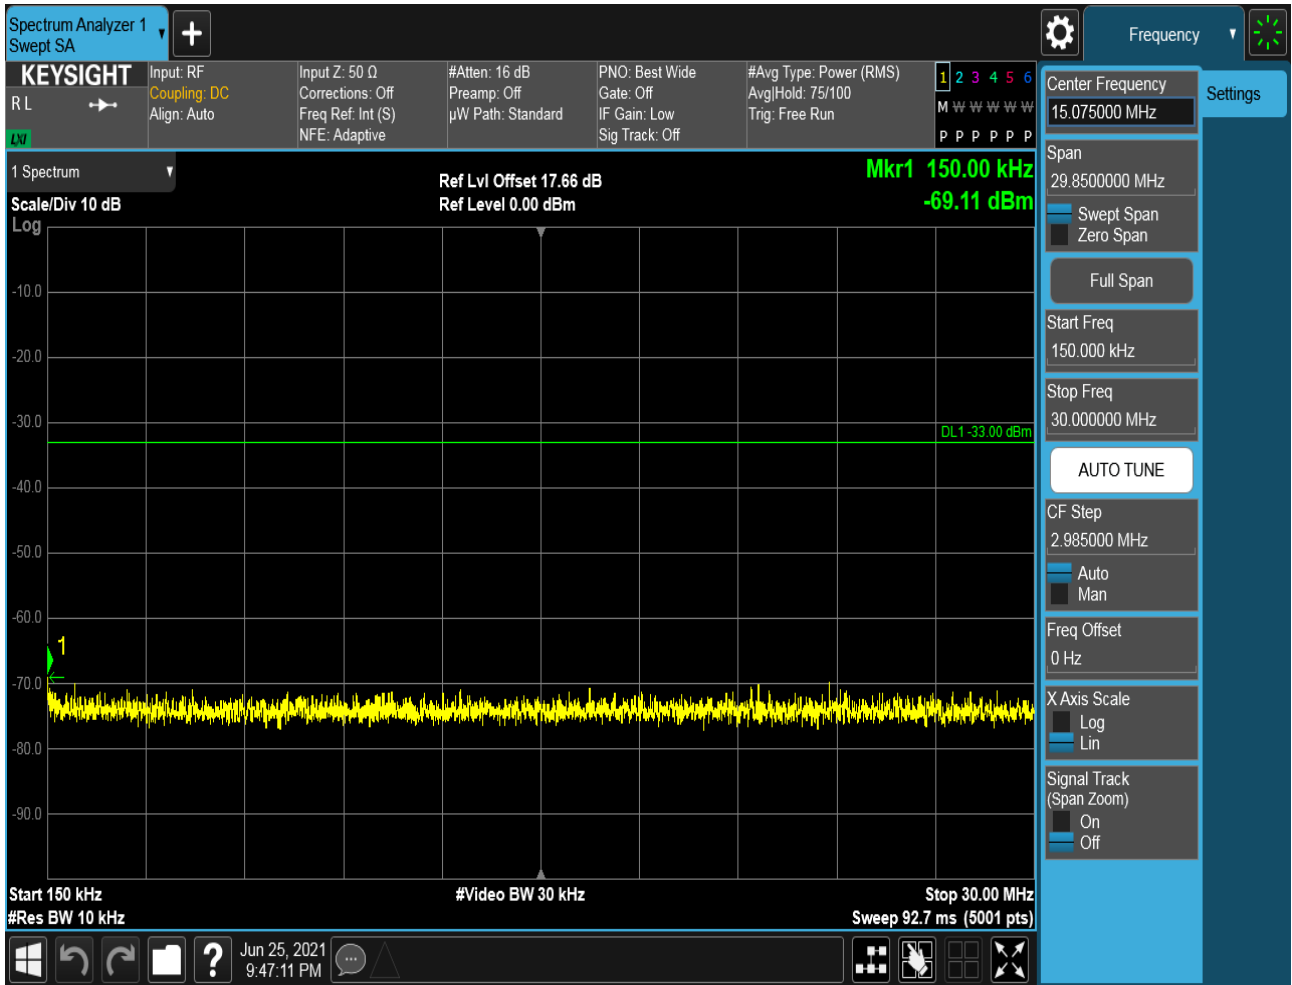 Spectrum Analyzer 1
Swept SA
Frequency
KEYSIGHT
R L
LXI
Input: RF
Coupling: DC
Align: Auto
Input Z: 50 Ω
Corrections: Off
Freq Ref: Int (S)
NFE: Adaptive
#Atten: 16 dB
Preamp: Off
µW Path: Standard
PNO: Best Wide
Gate: Off
IF Gain: Low
Sig Track: Off
#Avg Type: Power (RMS)
Avg|Hold: 75/100
Trig: Free Run
1 2 3 4 5 6
M W W W W W
P P P P P P
1 Spectrum
Scale/Div 10 dB
Log
Ref Lvl Offset 17.66 dB
Ref Level 0.00 dBm
Mkr1 150.00 kHz
-69.11 dBm
-10.0
-20.0
-30.0
DL1 -33.00 dBm
-40.0
-50.0
-60.0
1
-70.0
-80.0
-90.0
Start 150 kHz
#Video BW 30 kHz
Stop 30.00 MHz
#Res BW 10 kHz
Sweep 92.7 ms (5001 pts)
Center Frequency
15.075000 MHz
Settings
Span
29.8500000 MHz
Swept Span
Zero Span
Full Span
Start Freq
150.000 kHz
Stop Freq
30.000000 MHz
AUTO TUNE
CF Step
2.985000 MHz
Auto
Man
Freq Offset
0 Hz
X Axis Scale
Log
Lin
Signal Track
(Span Zoom)
On
Off
?
Jun 25, 2021
9:47:11 PM